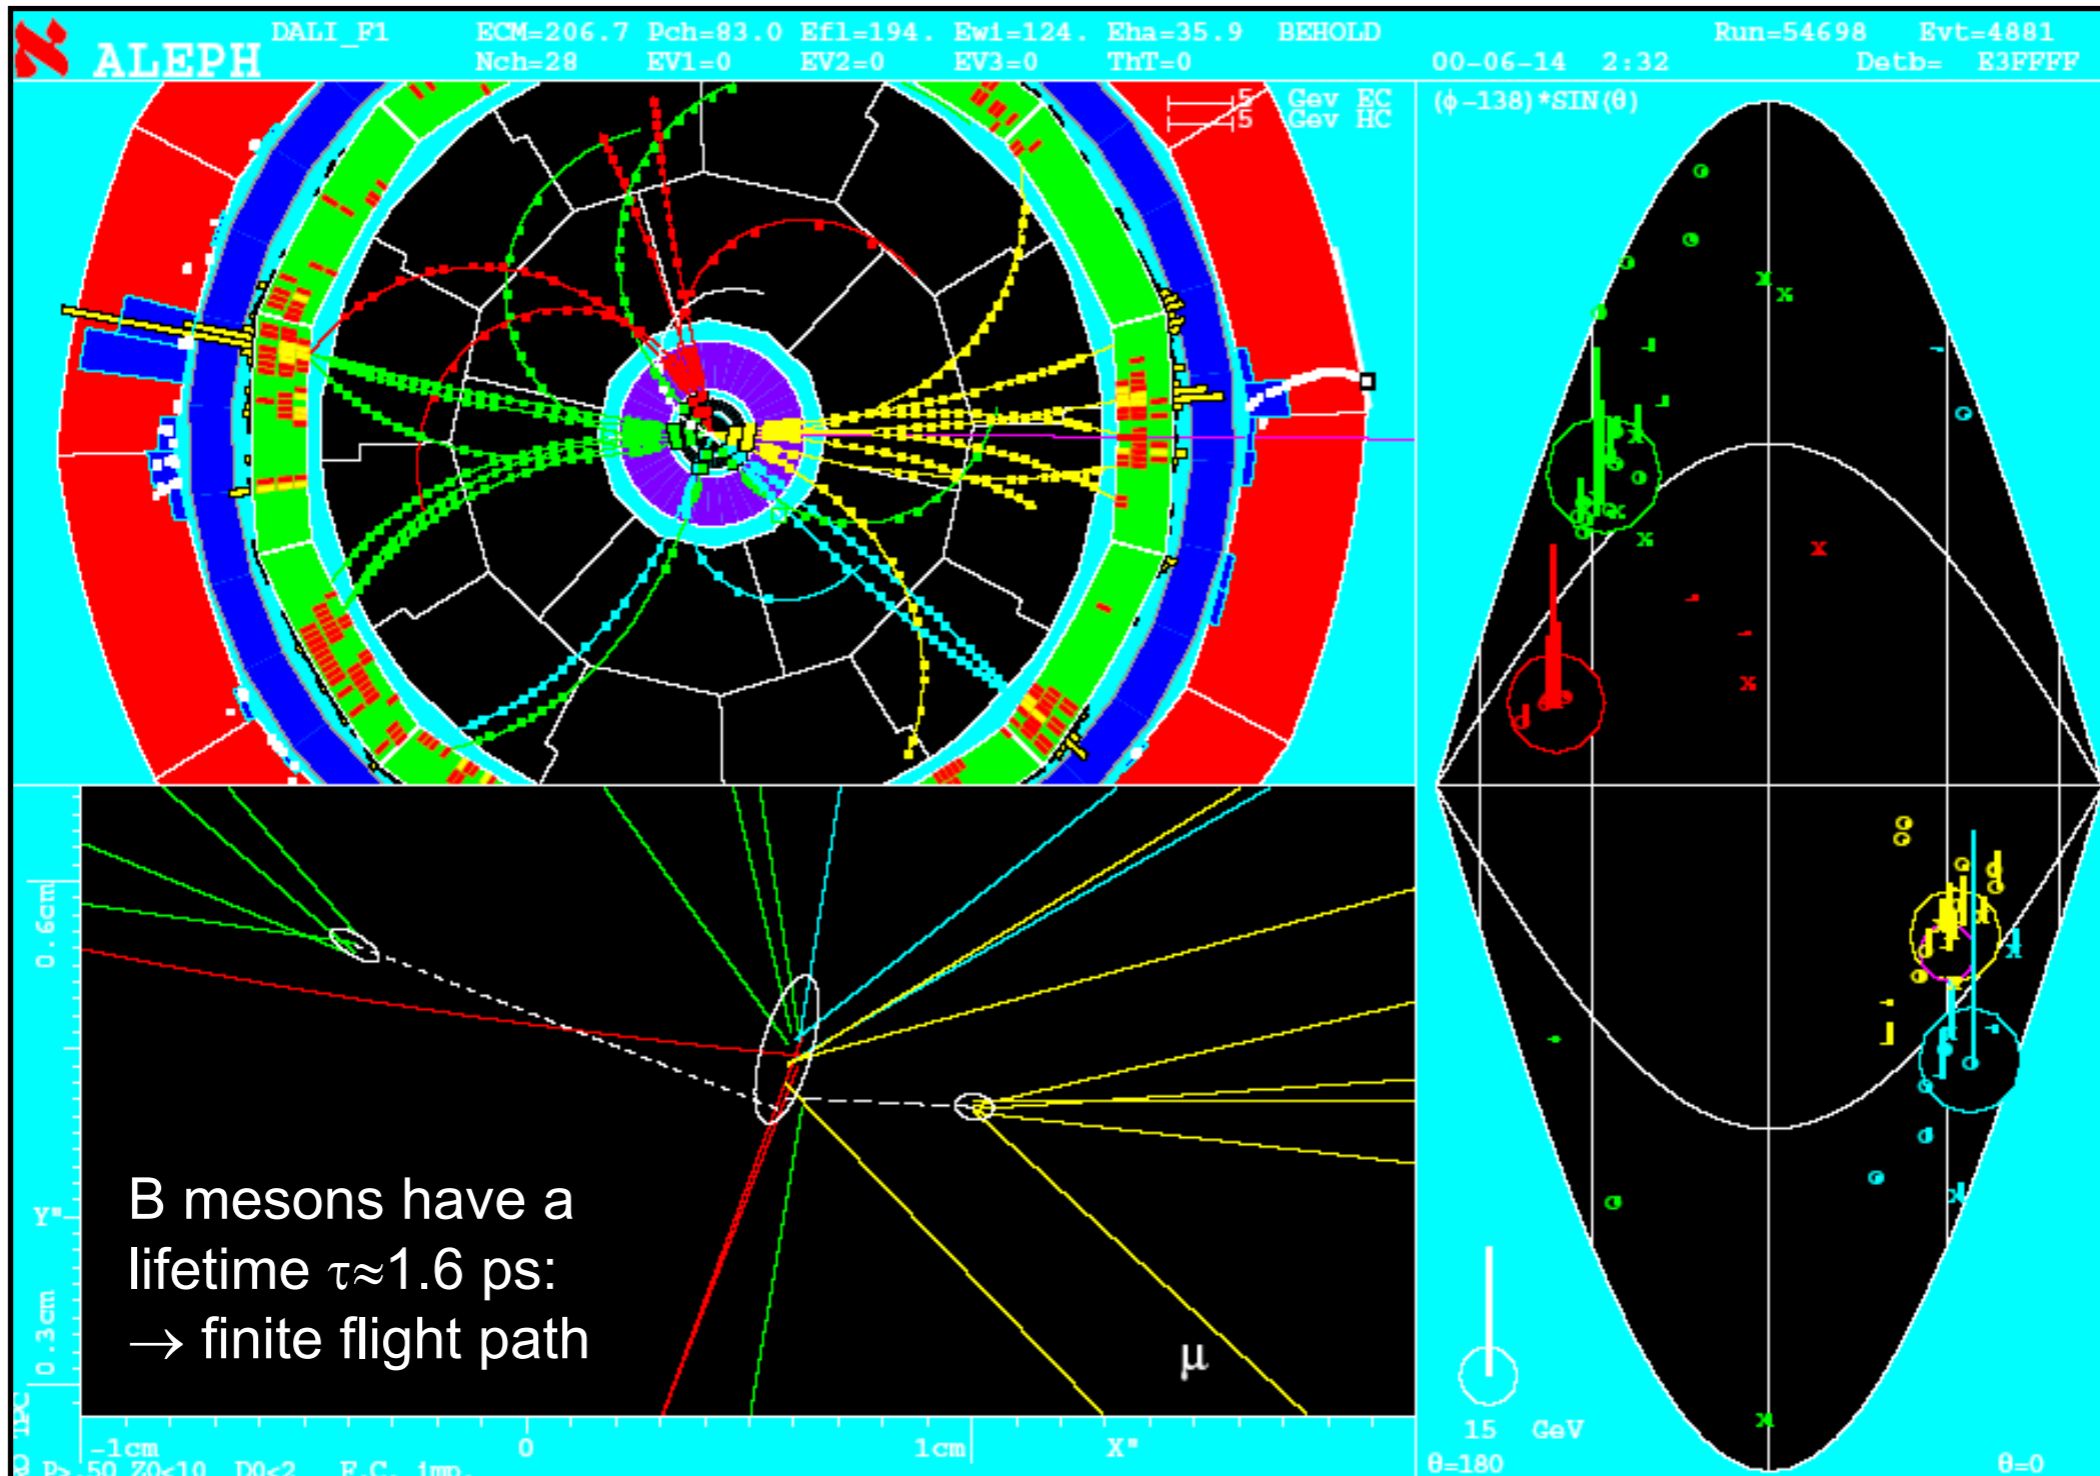 ALEPH
DALI_F1
ECM=206.7 Pch=83.0 Efl=194. Ewi=124. Eha=35.9 BEHOLD
Nch=28 EV1=0 EV2=0 EV3=0 ThT=0
Run=54698 Evt=4881
00-06-14 2:32 Detb= E3FFFF
5 Gev EC
5 Gev HC
(ϕ-138)*SIN(θ)
0.6cm
Y"
0.3cm
B mesons have a
lifetime τ≈1.6 ps:
→ finite flight path
μ
15 GeV
-1cm 0 1cm X"
θ=180 θ=0